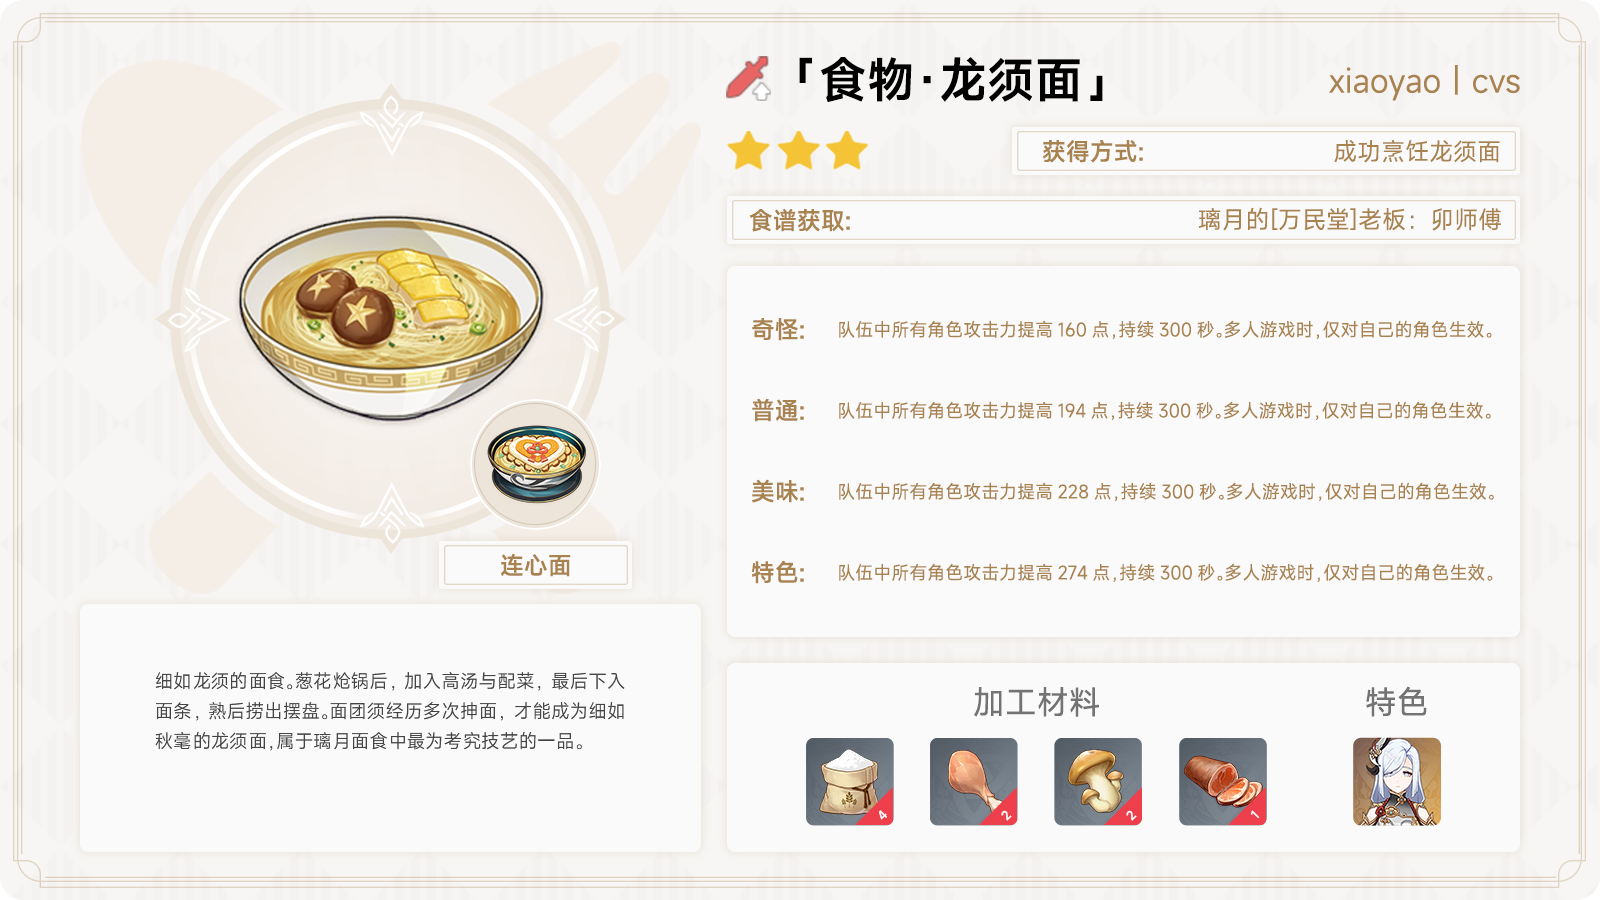 「食物·龙须面」
xiaoyao | cvs
获得方式:
成功烹饪龙须面
食谱获取:
璃月的[万民堂]老板：卯师傅
奇怪:
队伍中所有角色攻击力提高 160 点,持续 300 秒。多人游戏时,仅对自己的角色生效。
普通:
队伍中所有角色攻击力提高 194 点,持续 300 秒。多人游戏时,仅对自己的角色生效。
美味:
队伍中所有角色攻击力提高 228 点,持续 300 秒。多人游戏时,仅对自己的角色生效。
特色:
队伍中所有角色攻击力提高 274 点,持续 300 秒。多人游戏时,仅对自己的角色生效。
连心面
细如龙须的面食。葱花炝锅后，加入高汤与配菜，最后下入
面条，熟后捞出摆盘。面团须经历多次抻面，才能成为细如
秋毫的龙须面,属于璃月面食中最为考究技艺的一品。
加工材料
特色
4
2
2
1